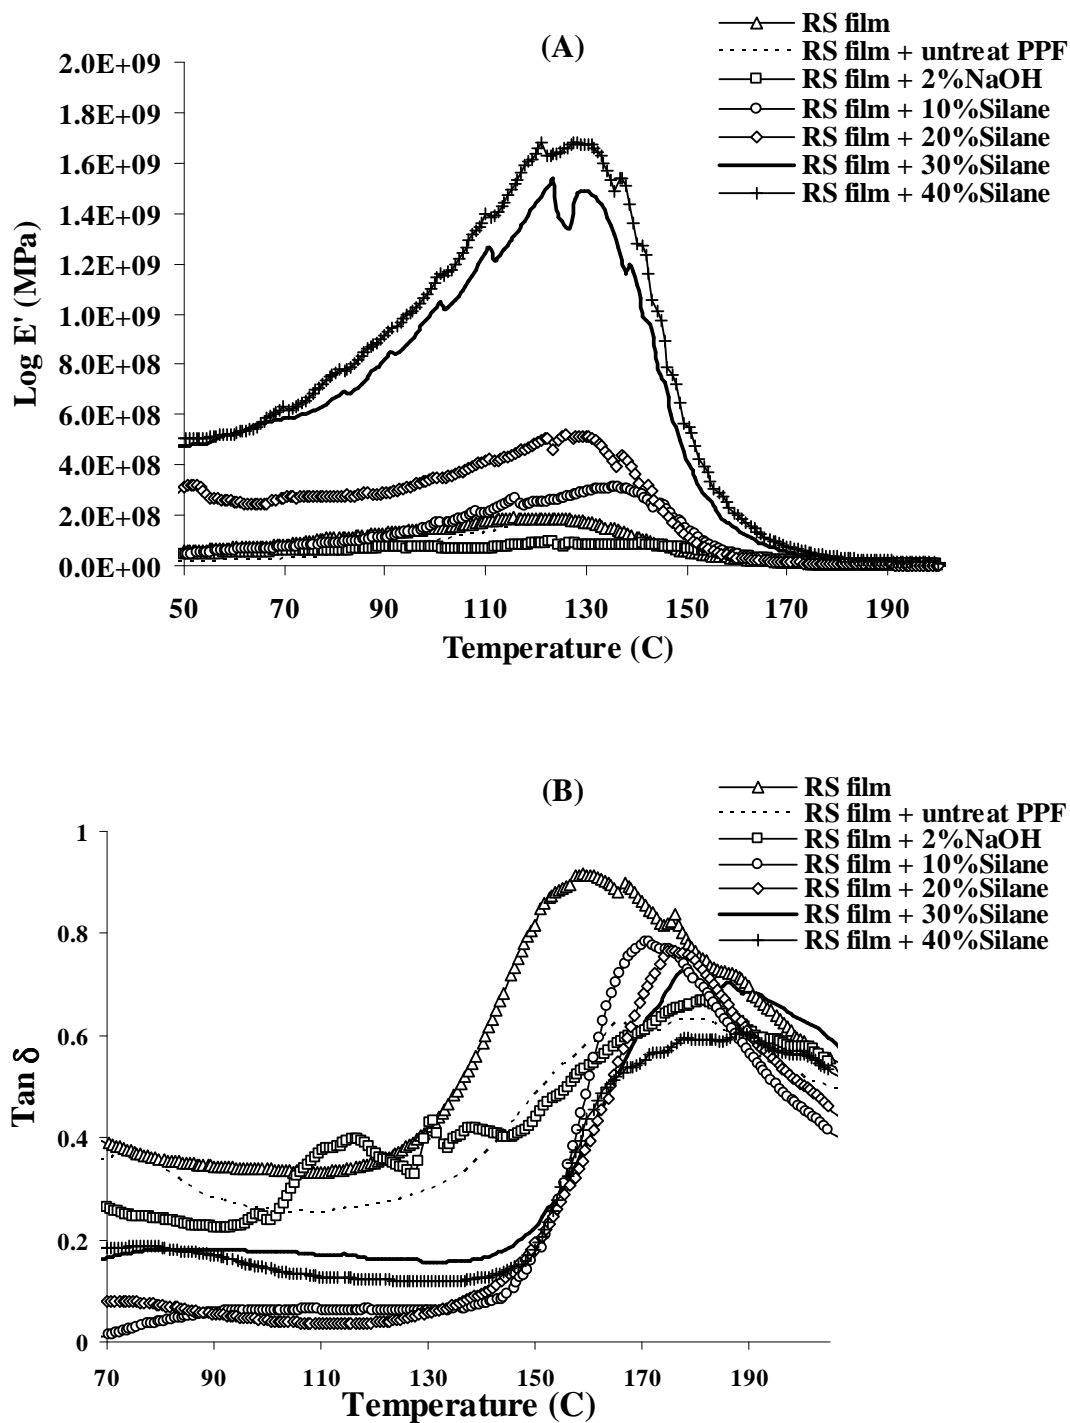 (A)
RS film
RS film + untreat PPF
RS film + 2%NaOH
RS film + 10%Silane
RS film + 20%Silane
RS film + 30%Silane
RS film + 40%Silane
Log E' (MPa)
2.0E+09
1.8E+09
1.6E+09
1.4E+09
1.2E+09
1.0E+09
8.0E+08
6.0E+08
4.0E+08
2.0E+08
0.0E+00
50 70 90 110 130 150 170 190
Temperature (C)
(B)
RS film
RS film + untreat PPF
RS film + 2%NaOH
RS film + 10%Silane
RS film + 20%Silane
RS film + 30%Silane
RS film + 40%Silane
Tan δ
1
0.8
0.6
0.4
0.2
0
70 90 110 130 150 170 190
Temperature (C)